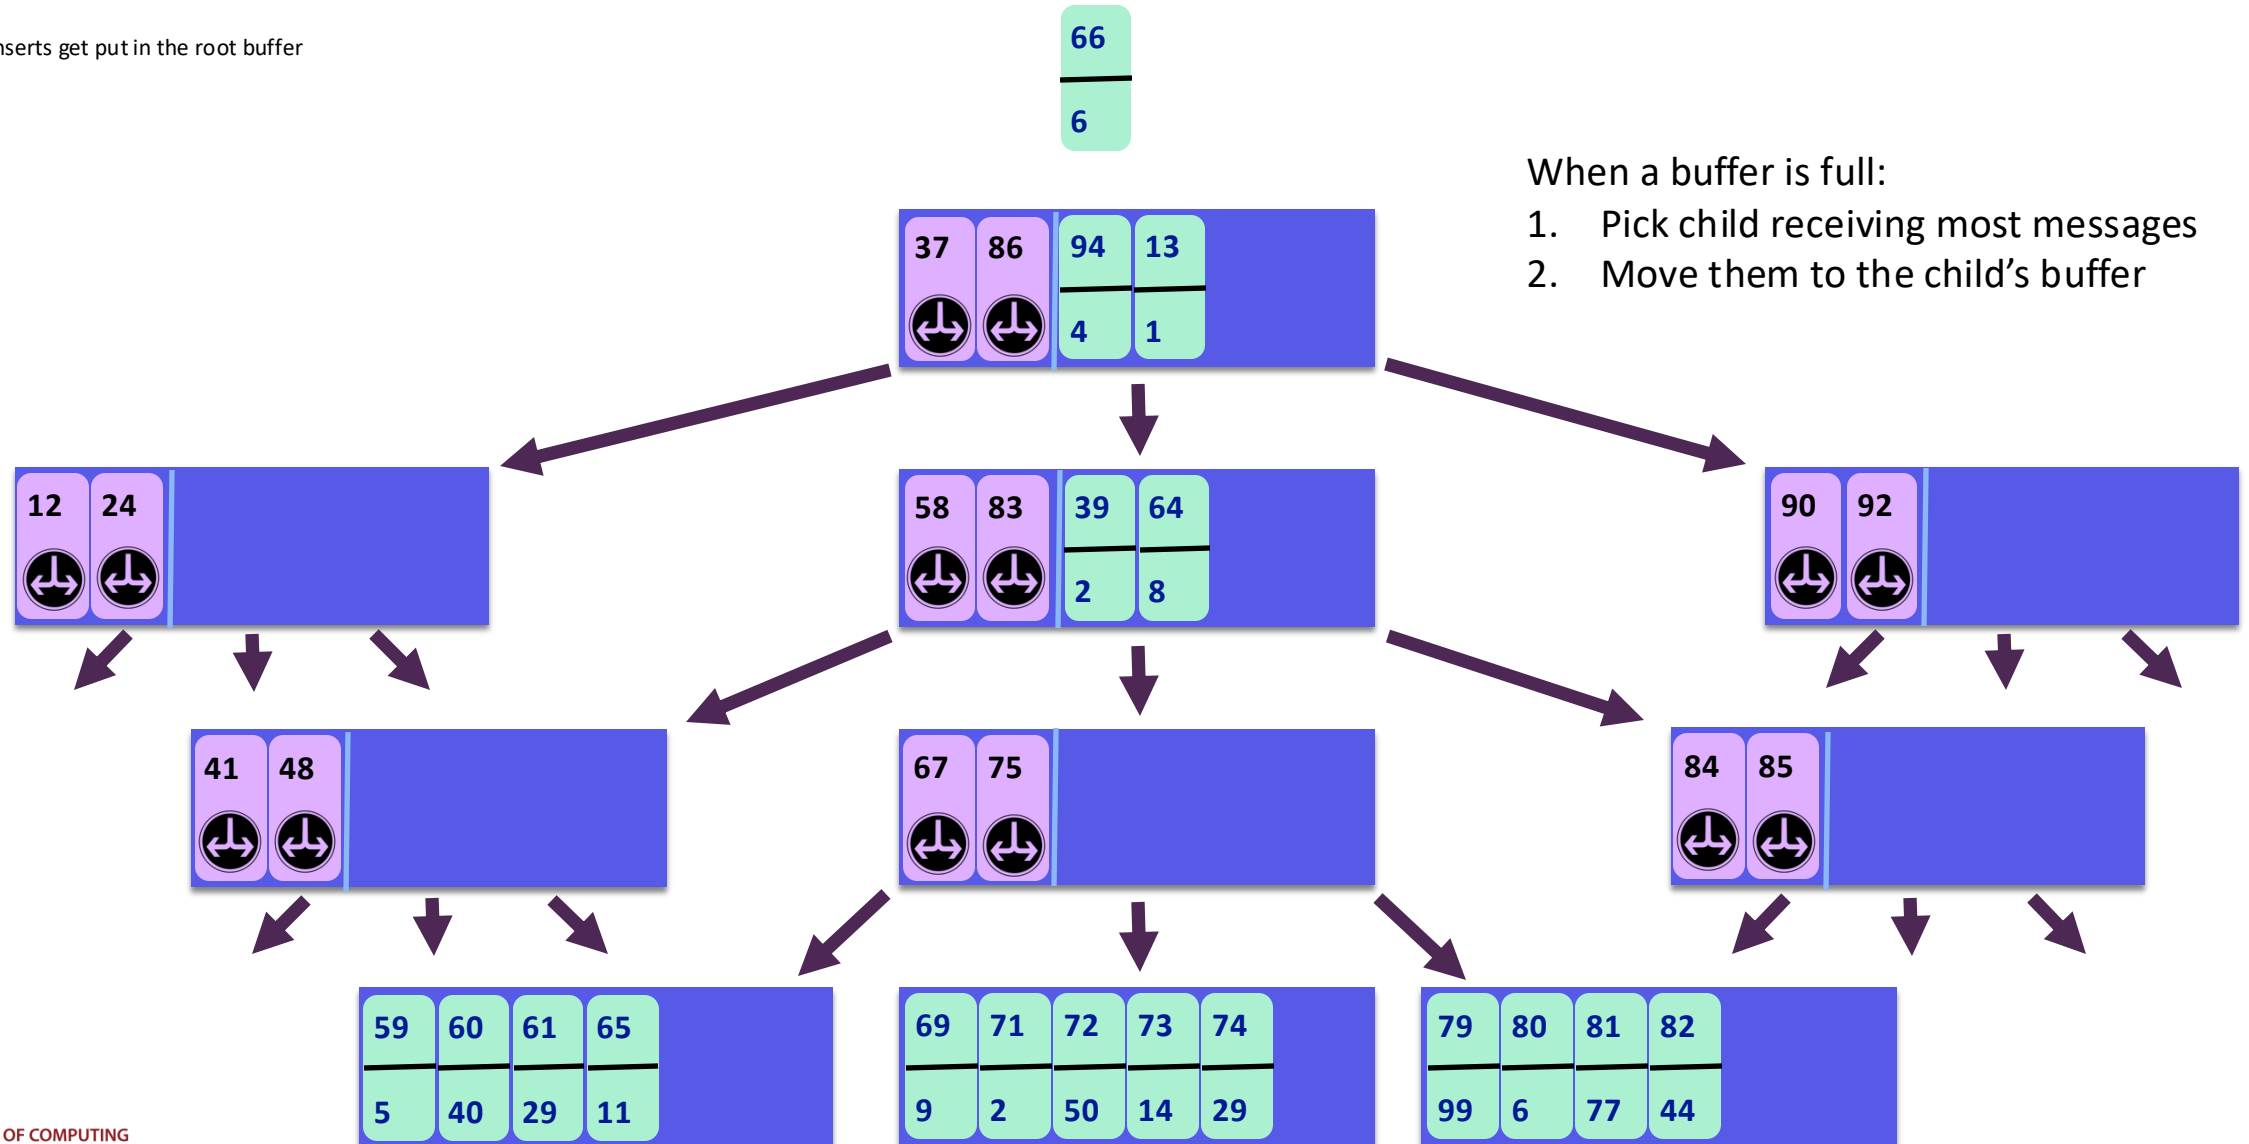 nserts get put in the root buffer
66
6
When a buffer is full:
1. Pick child receiving most messages
2. Move them to the child's buffer
37 86 94 13
4 1
12 24
58 83 39 64
2 8
90 92
41 48
67 75
84 85
59 60 61 65
5 40 29 11
69 71 72 73 74
9 2 50 14 29
79 80 81 82
99 6 77 44
OF COMPUTING